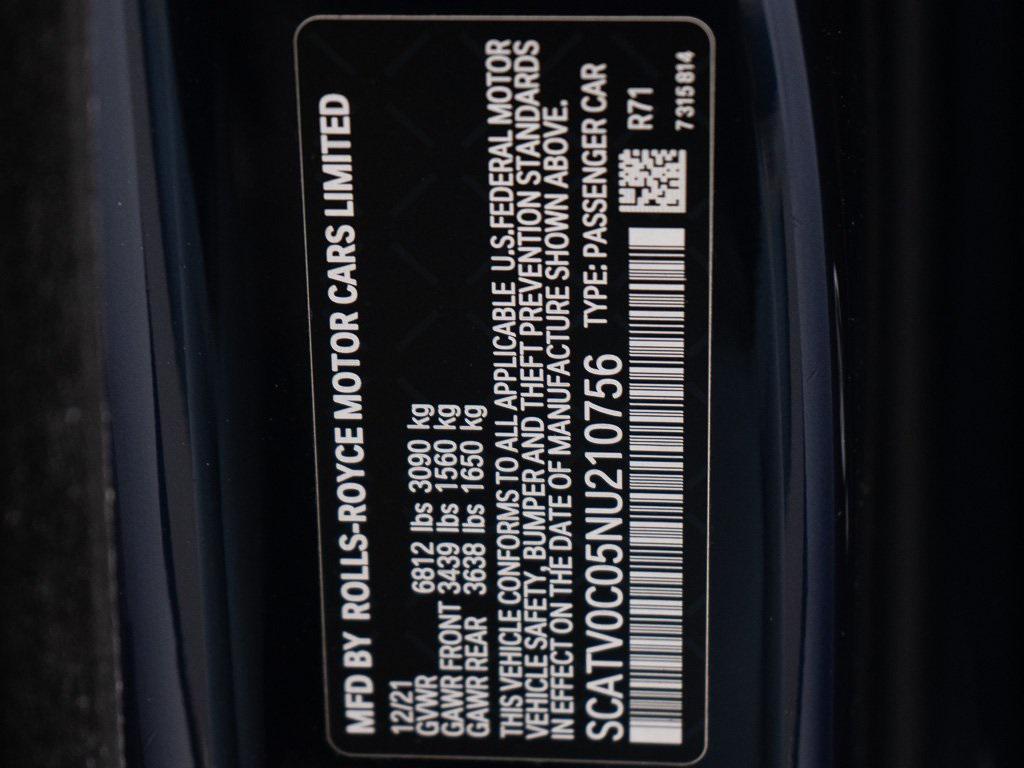 MFD BY ROLLS-ROYCE MOTOR CARS LIMITED
12/21
GVWR 6812 lbs 3090 kg
GAWR FRONT 3439 lbs 1560 kg
GAWR REAR 3638 lbs 1650 kg
THIS VEHICLE CONFORMS TO ALL APPLICABLE U.S.FEDERAL MOTOR
VEHICLE SAFETY, BUMPER AND THEFT PREVENTION STANDARDS
IN EFFECT ON THE DATE OF MANUFACTURE SHOWN ABOVE.
SCATV0C05NU210756 TYPE: PASSENGER CAR
R71
7315814